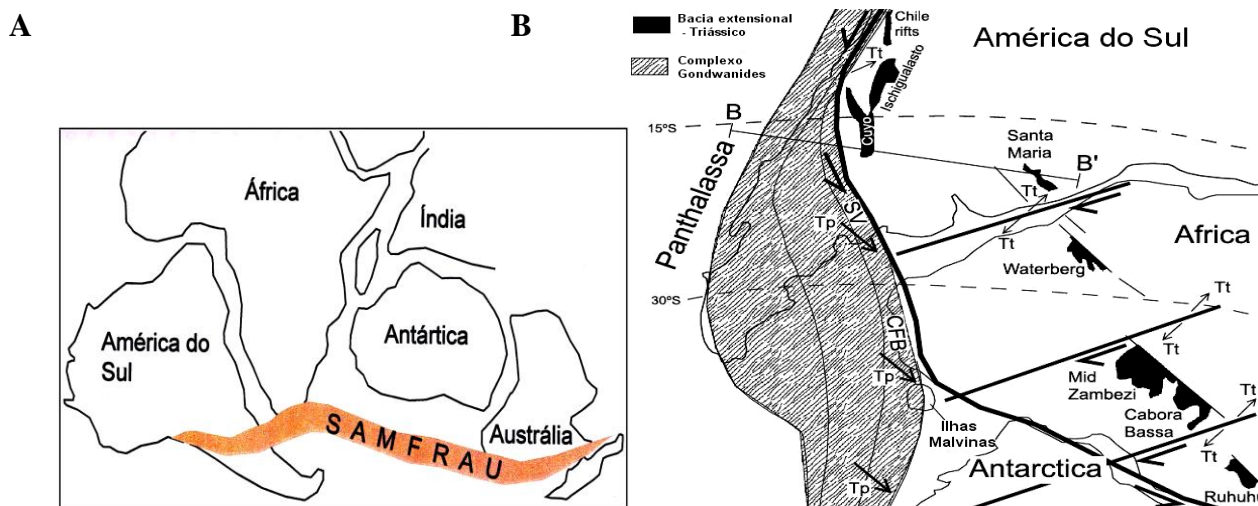 A
B
África
Índia
América do
Sul
Antártica
Austrália
SAMFRAU
Bacia extensional
- Triássico
Complexo
Gondwanides
Chile
rifts
América do Sul
Tt
Ischigualasto
B
15ºS
Cuyo
Santa
Maria
B'
Panthalassa
Tt
SV
Tp
Tt
Africa
Waterberg
30ºS
Tt
CFB
Tt
Tp
Mid
Zambezi
Tt
Cabora
Bassa
Ilhas
Malvinas
Antarctica
Tt
Tp
Ruhuhu